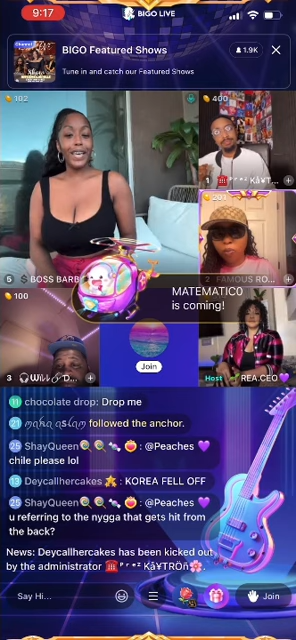 9:17
BIGO LIVE
Channel
BIGO Featured Shows
1.9K
Tune in and catch our Featured Shows
102
400
201
5 $ BOSS BARB
2 FAMOUS RO...
MATEMATICO
is coming!
100
3
Join
Host REA.CEO💜
11 chocolate drop: Drop me
21 followed the anchor.
25 ShayQueen🍭🍭🍬🍑 : @Peaches 💜
chile please lol
13 Deycallhercakes⭐ : KOREA FELL OFF
25 ShayQueen🍭🍭🍬🍑 : @Peaches 💜
u referring to the nygga that gets hit from
the back?
News: Deycallhercakes has been kicked out
by the administrator
Say Hi...
Join